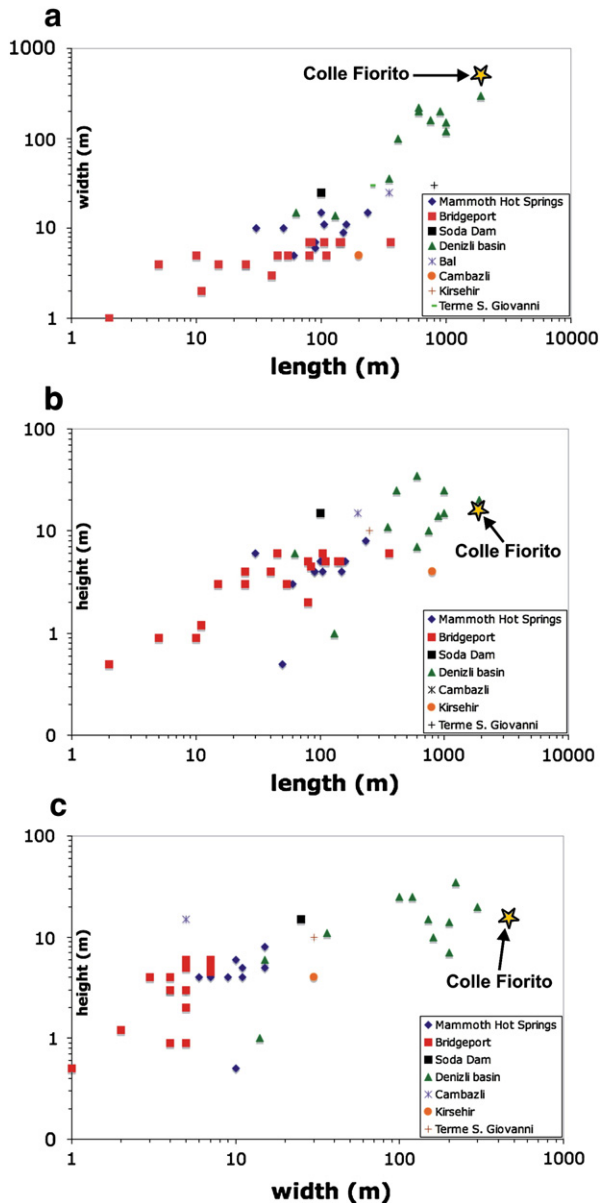 a
1000
100
10
1
width (m)
Colle Fiorito
Mammoth Hot Springs
Bridgeport
Soda Dam
Denizli basin
Bal
Cambazli
Kirsehir
Terme S. Giovanni
1 10 100 1000 10000
length (m)
b
100
10
1
0
height (m)
Colle Fiorito
Mammoth Hot Springs
Bridgeport
Soda Dam
Denizli basin
Cambazli
Kirsehir
Terme S. Giovanni
1 10 100 1000 10000
length (m)
c
100
10
1
0
height (m)
Colle Fiorito
Mammoth Hot Springs
Bridgeport
Soda Dam
Denizli basin
Cambazli
Kirsehir
Terme S. Giovanni
1 10 100 1000
width (m)